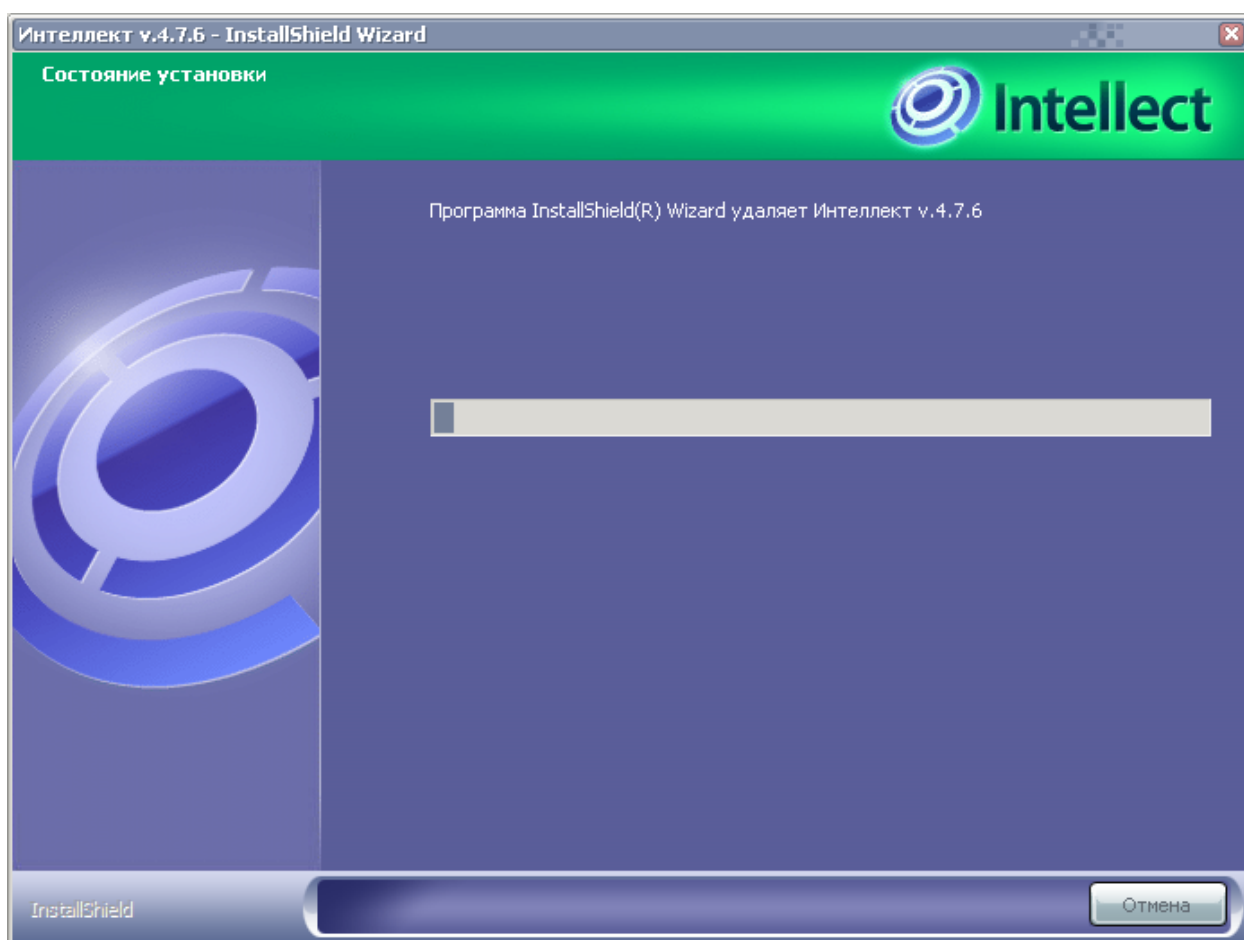 Интеллект v.4.7.6 - InstallShield Wizard
Состояние установки
Intellect
Программа InstallShield(R) Wizard удаляет Интеллект v.4.7.6
InstallShield
Отмена